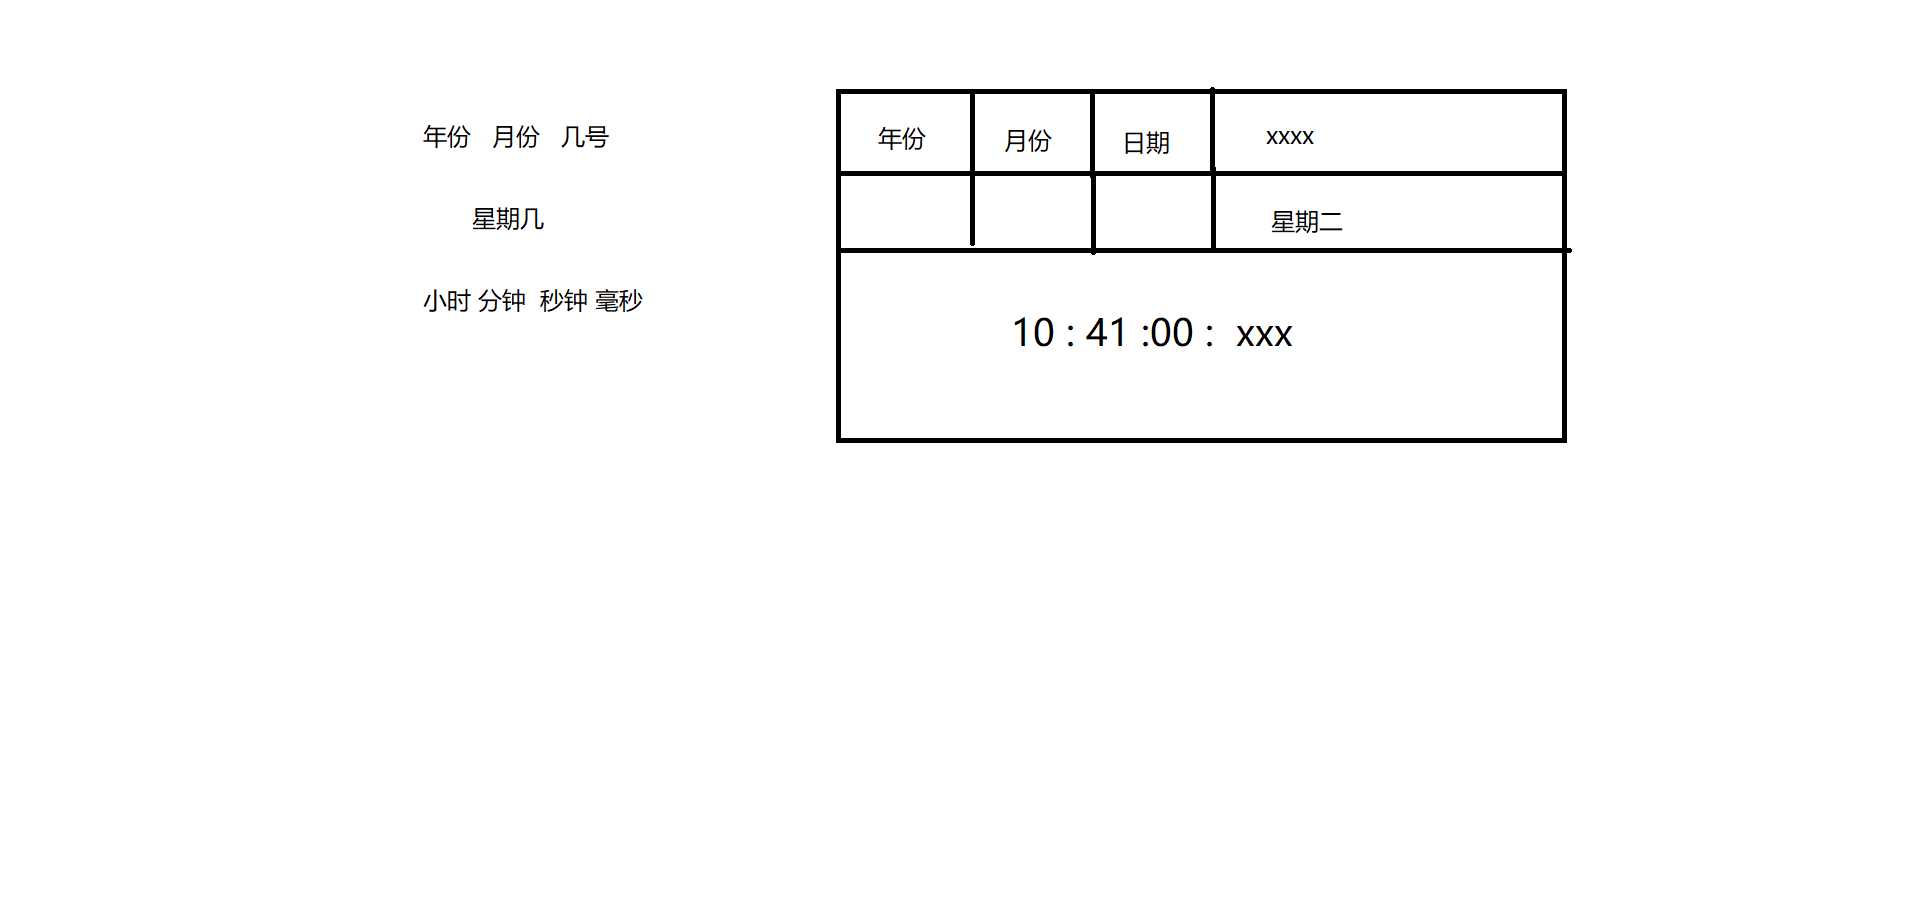 年份 月份 几号
星期几
小时 分钟 秒钟 毫秒
年份 月份 日期 xxxx
星期二
10 : 41 :00 : xxx